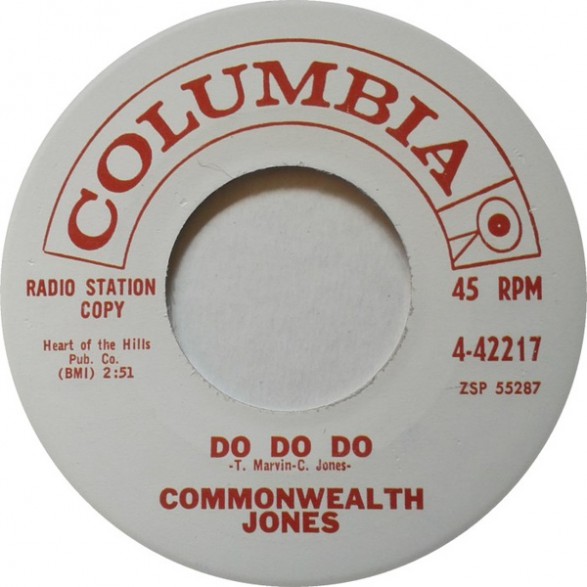 COLUMBIA
RADIO STATION
COPY
45 RPM
Heart of the Hills
Pub. Co.
(BMI) 2:51
4-42217
ZSP 55287
DO DO DO
-T. Marvin-C. Jones-
COMMONWEALTH
JONES